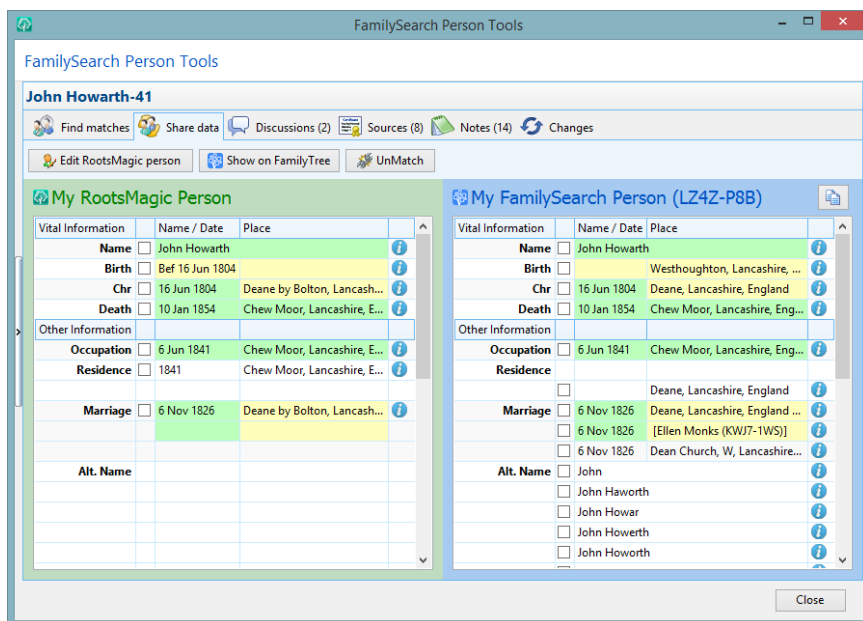 FamilySearch Person Tools
FamilySearch Person Tools
John Howarth-41
Find matches Share data Discussions (2) Sources (8) Notes (14) Changes
Edit RootsMagic person Show on FamilyTree UnMatch
My RootsMagic Person
Vital Information Name / Date Place
Name John Howarth
Birth Bef 16 Jun 1804
Chr 16 Jun 1804 Deane by Bolton, Lancash...
Death 10 Jan 1854 Chew Moor, Lancashire, E...
Other Information
Occupation 6 Jun 1841 Chew Moor, Lancashire, E...
Residence 1841 Chew Moor, Lancashire, E...
Marriage 6 Nov 1826 Deane by Bolton, Lancash...
Alt. Name
My FamilySearch Person (LZ4Z-P8B)
Vital Information Name / Date Place
Name John Howarth
Birth Westhoughton, Lancashire, ...
Chr 16 Jun 1804 Deane, Lancashire, England
Death 10 Jan 1854 Chew Moor, Lancashire, Eng...
Other Information
Occupation 6 Jun 1841 Chew Moor, Lancashire, Eng...
Residence
Deane, Lancashire, England
Marriage 6 Nov 1826 Deane, Lancashire, England ...
6 Nov 1826 [Ellen Monks (KWJ7-1WS)]
6 Nov 1826 Dean Church, W, Lancashire...
Alt. Name John
John Haworth
John Howar
John Howerth
John Howorth
Close